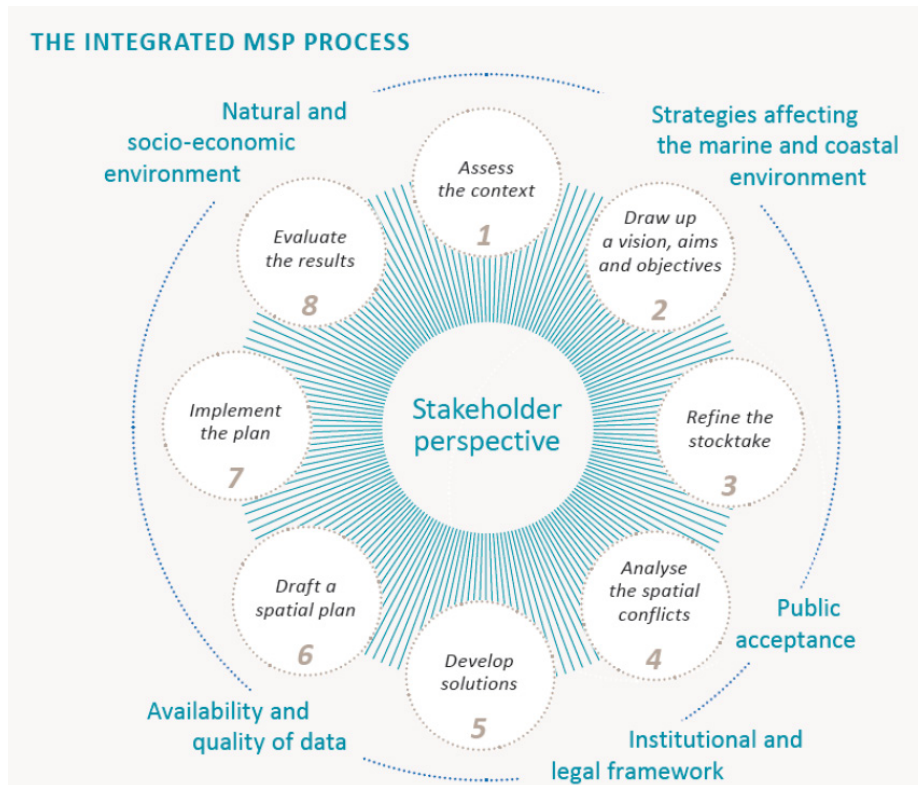 THE INTEGRATED MSP PROCESS
Natural and
socio-economic
environment
Strategies affecting
the marine and coastal
environment
Assess
the context
1
Draw up
a vision, aims
and objectives
2
Refine the
stocktake
3
Analyse
the spatial
conflicts
4
Develop
solutions
5
Draft a
spatial plan
6
Implement
the plan
7
Evaluate
the results
8
Stakeholder
perspective
Public
acceptance
Institutional and
legal framework
Availability and
quality of data